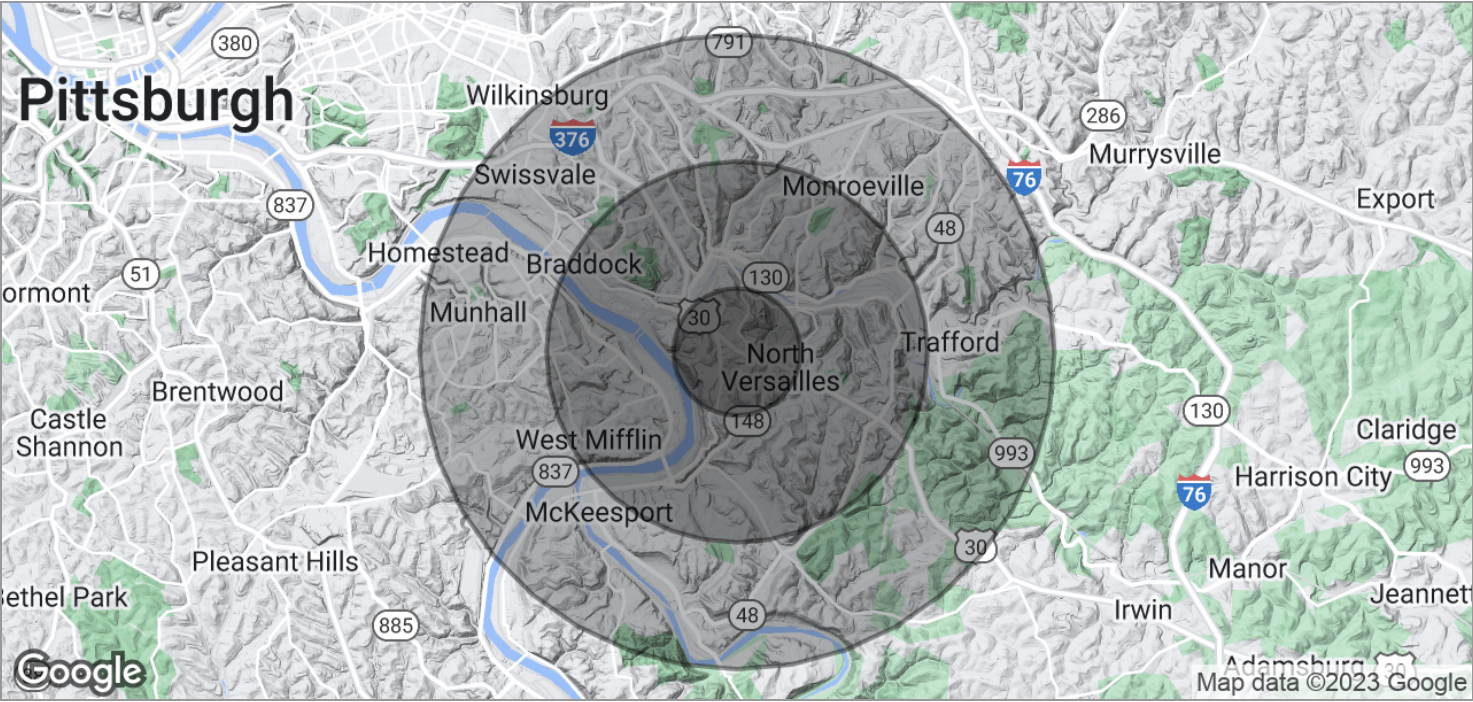 380
791
Pittsburgh
Wilkinsburg
376
286
Murrysville
Swissvale
Monroeville
76
Export
837
48
Homestead
Braddock
51
130
ormont
Munhall
30
Trafford
North
Versailles
Brentwood
130
Castle
Shannon
148
Claridge
West Mifflin
993
993
837
Harrison City
76
McKeesport
30
Pleasant Hills
Manor
Bethel Park
Jeannett
Irwin
48
885
Adamsburg
30
Google
Map data ©2023 Google